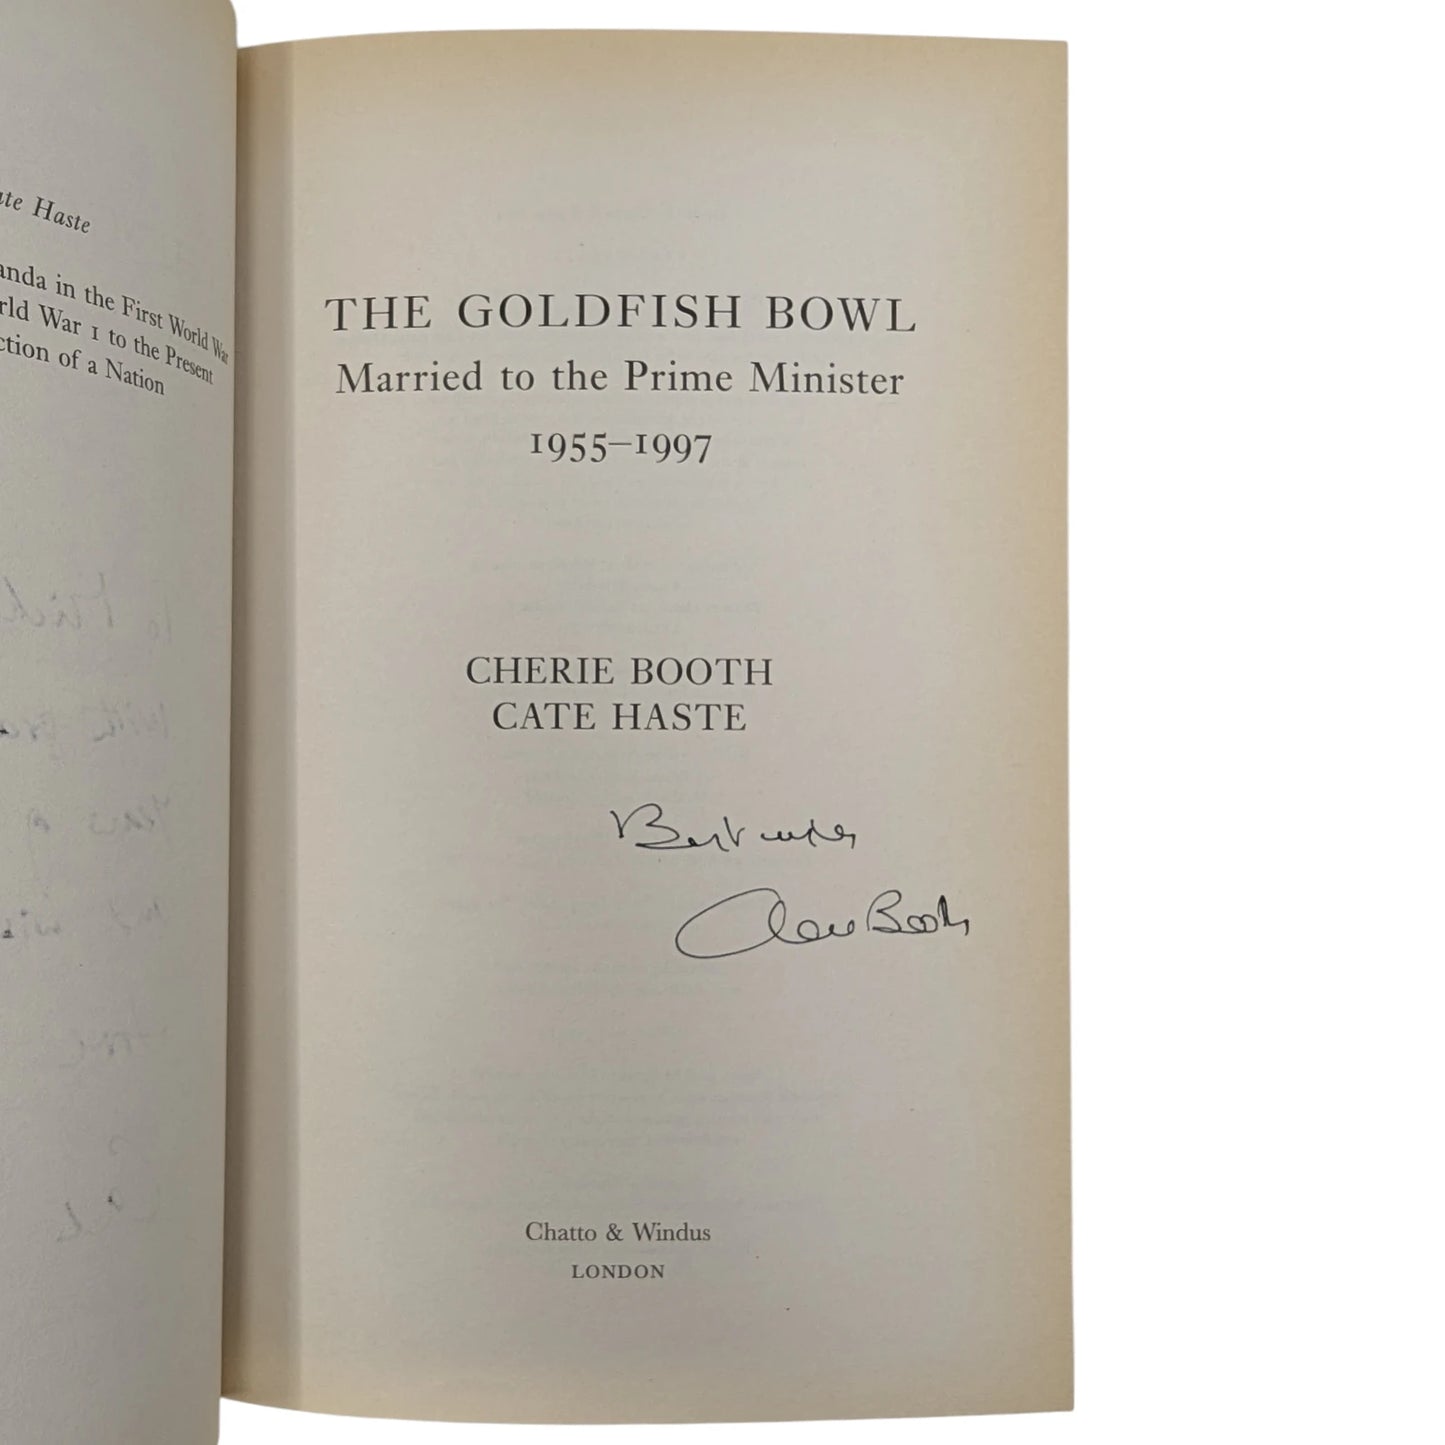 ate Haste
anda in the First World War
rld War 1 to the Present
ction of a Nation
THE GOLDFISH BOWL
Married to the Prime Minister
1955–1997
CHERIE BOOTH
CATE HASTE
Best wishes
Cherie Booth
Chatto & Windus
LONDON